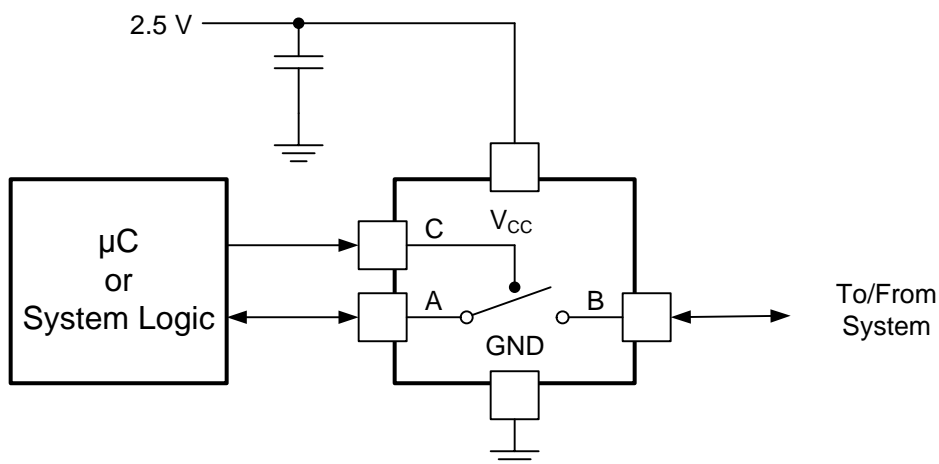 2.5 V
µC
or
System Logic
C
V_CC
A
B
GND
To/From
System